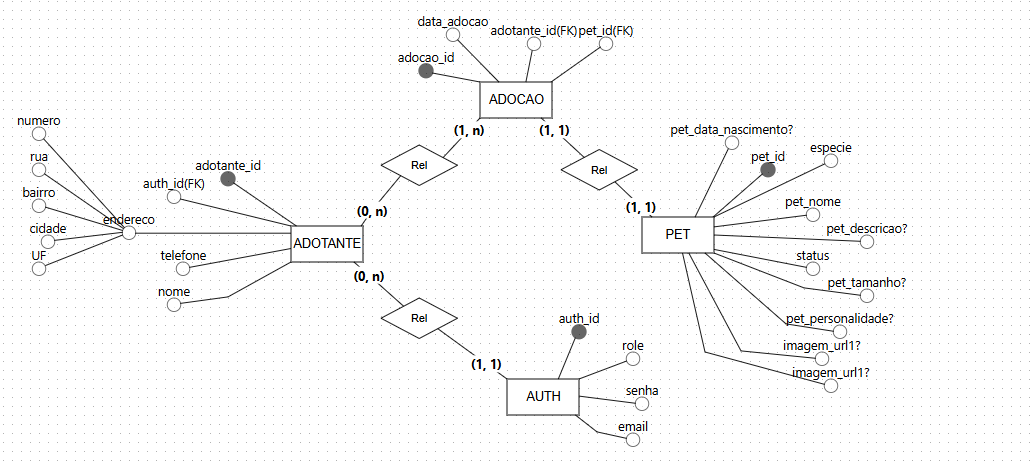 data_adocao
adotante_id(FK)
pet_id(FK)
adocao_id
ADOCAO
(1, n)
(1, 1)
Rel
Rel
(0, n)
(1, 1)
numero
rua
bairro
cidade
UF
endereco
auth_id(FK)
adotante_id
telefone
nome
ADOTANTE
(0, n)
Rel
(1, 1)
pet_data_nascimento?
pet_id
especie
pet_nome
pet_descricao?
PET
status
pet_tamanho?
pet_personalidade?
imagem_url1?
imagem_url1?
auth_id
role
senha
email
AUTH